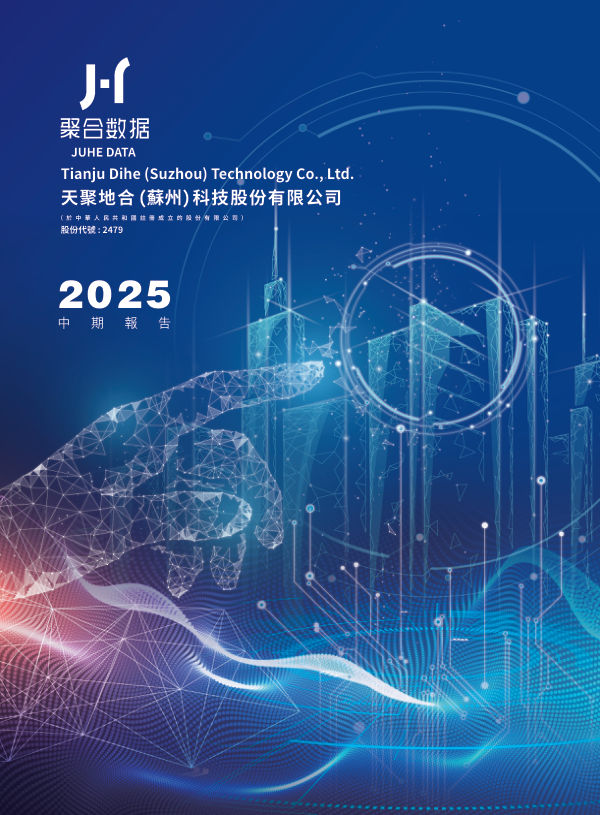 聚合数据
JUHE DATA
Tianju Dihe (Suzhou) Technology Co., Ltd.
天聚地合(蘇州)科技股份有限公司
(於中華人民共和國註冊成立的股份有限公司)
股份代號 : 2479
2025
中期報告